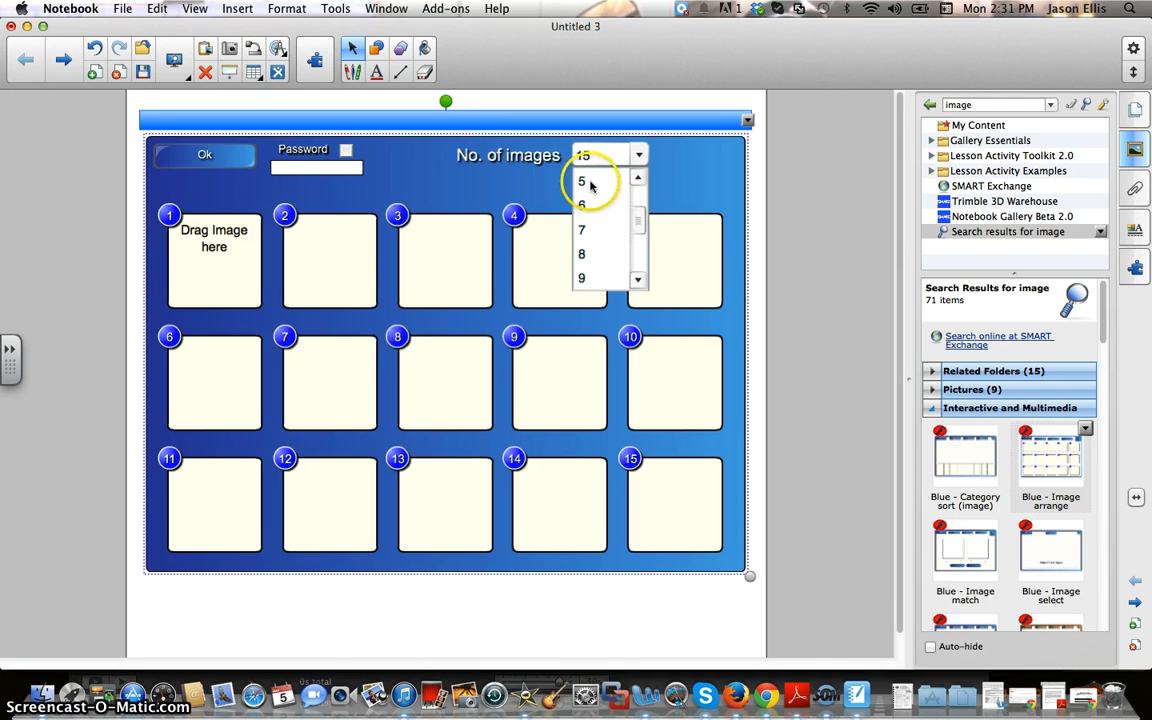 Notebook File Edit View Insert Format Tools Window Add-ons Help
1 Mon 2:31 PM Jason Ellis
Untitled 3
image
My Content
Gallery Essentials
Lesson Activity Toolkit 2.0
Lesson Activity Examples
SMART Exchange
Trimble 3D Warehouse
Notebook Gallery Beta 2.0
Search results for image
Ok
Password
No. of images 15
5
6
7
8
9
1 2 3 4
Drag Image
here
6 7 8 9 10
11 12 13 14 15
Search Results for image
71 items
Search online at SMART
Exchange
Related Folders (15)
Pictures (9)
Interactive and Multimedia
Blue - Category
sort (image)
Blue - Image
arrange
Blue - Image
match
Blue - Image
select
Auto-hide
Screencast-O-Matic.com